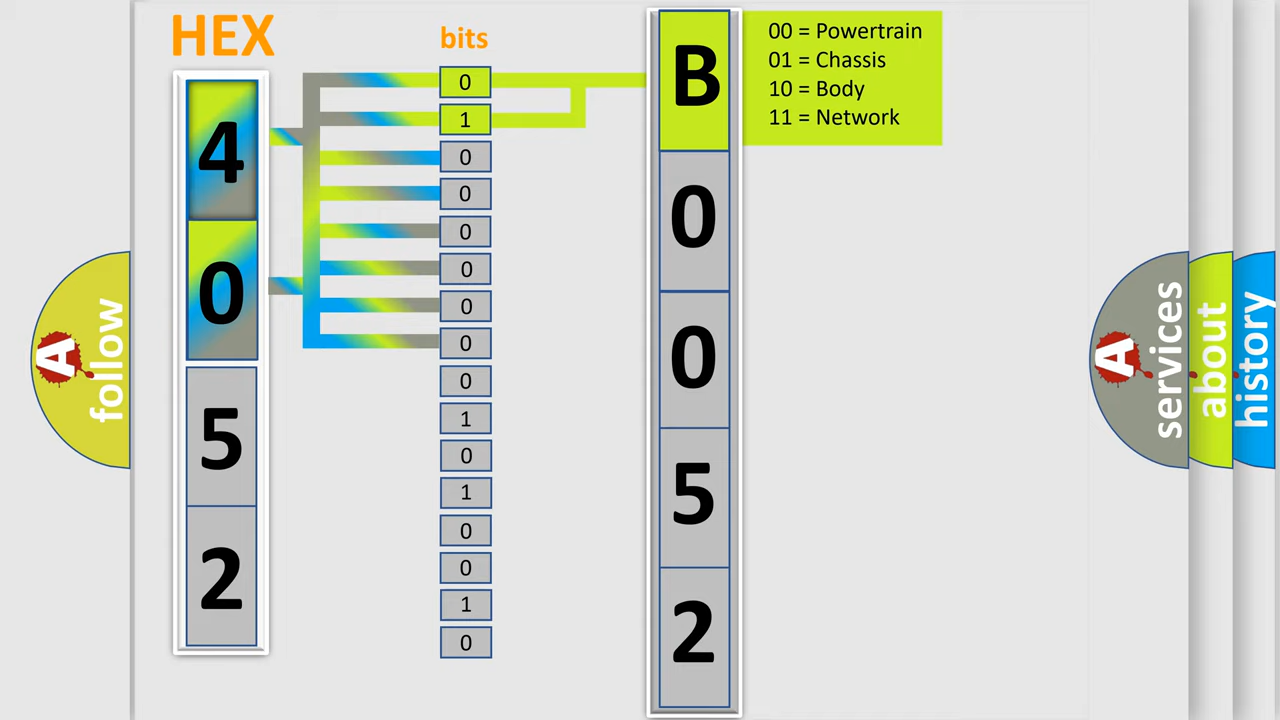 HEX
bits
4
0
5
2
0
1
0
0
0
0
0
0
0
1
0
1
0
0
1
0
B
0
0
5
2
00 = Powertrain
01 = Chassis
10 = Body
11 = Network
A
follow
A
services
about
history